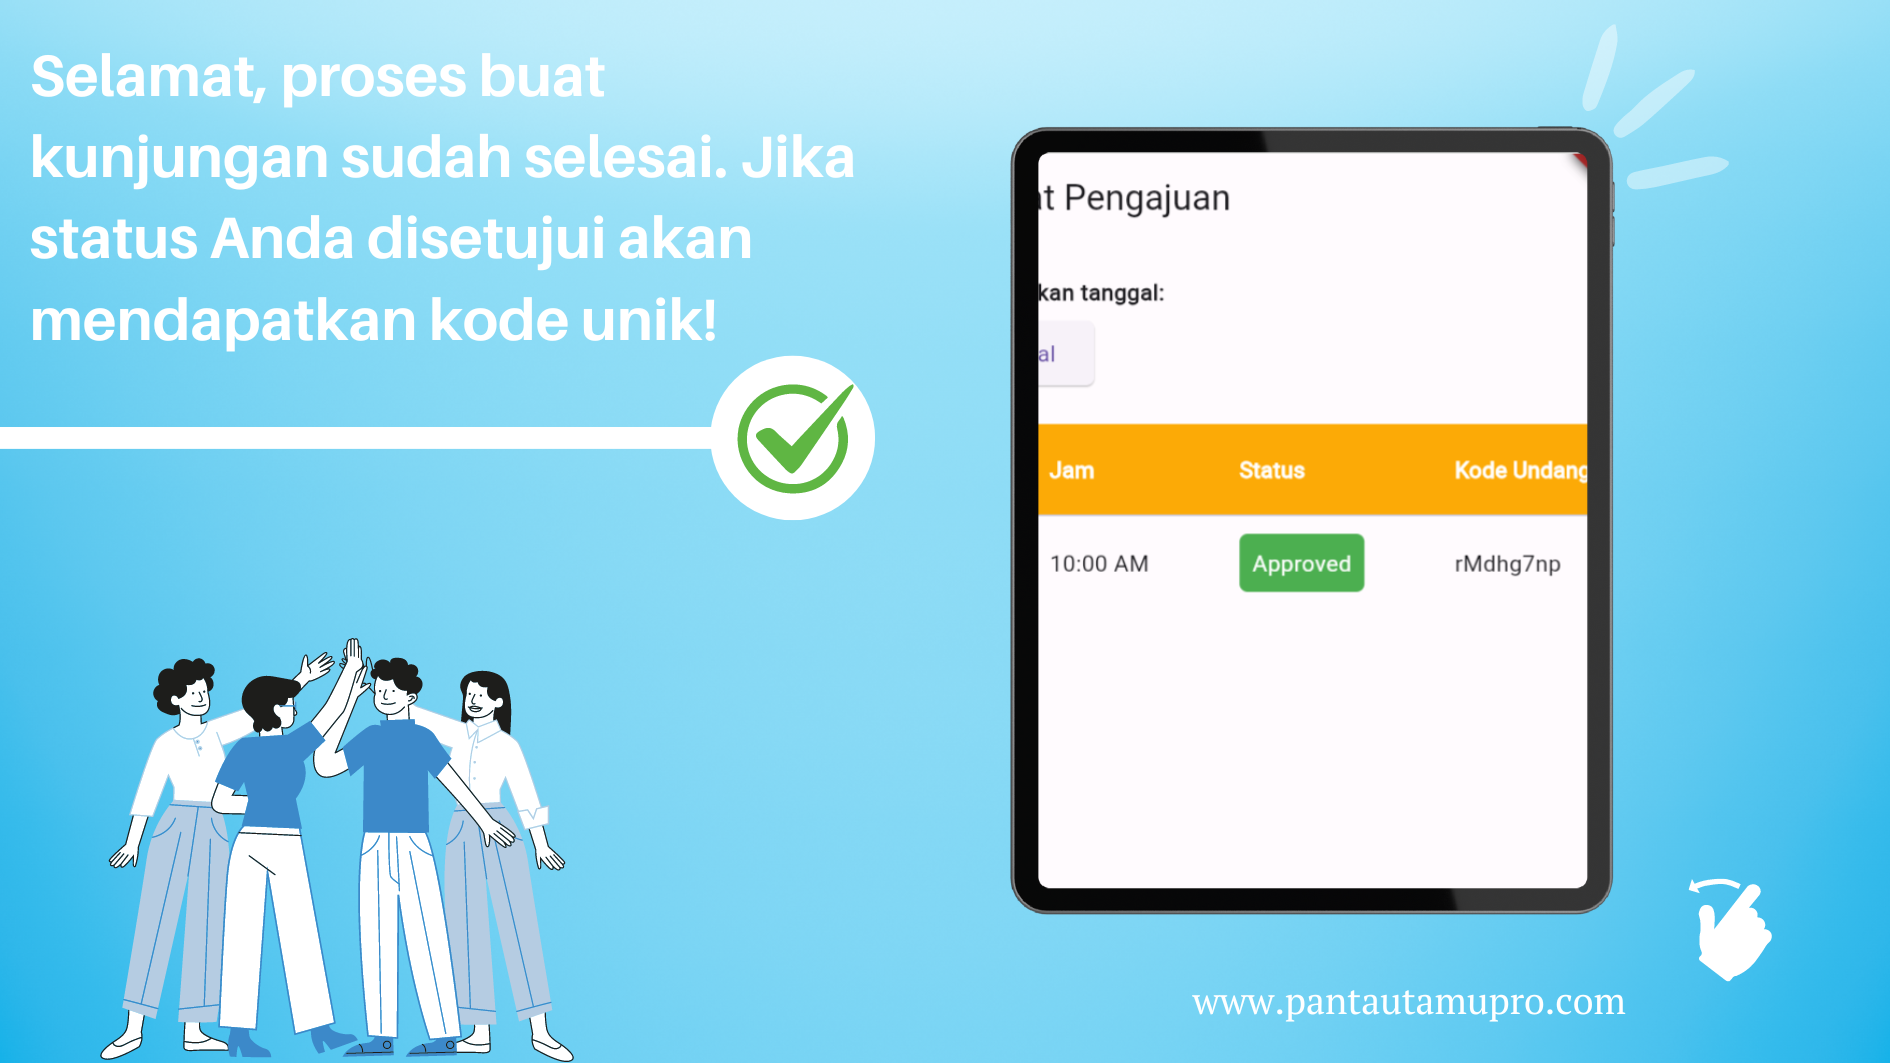 Selamat, proses buat
kunjungan sudah selesai. Jika
status Anda disetujui akan
mendapatkan kode unik!
at Pengajuan
kan tanggal:
al
Jam Status Kode Undang
10:00 AM Approved rMdhg7np
www.pantautamupro.com